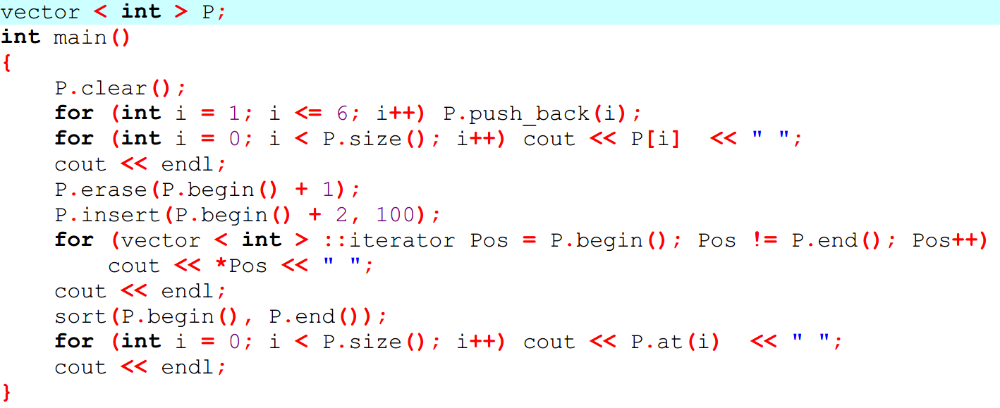 vector < int > P;
int main()
{
    P.clear();
    for (int i = 1; i <= 6; i++) P.push_back(i);
    for (int i = 0; i < P.size(); i++) cout << P[i]  << " ";
    cout << endl;
    P.erase(P.begin() + 1);
    P.insert(P.begin() + 2, 100);
    for (vector < int > ::iterator Pos = P.begin(); Pos != P.end(); Pos++)
        cout << *Pos << " ";
    cout << endl;
    sort(P.begin(), P.end());
    for (int i = 0; i < P.size(); i++) cout << P.at(i)  << " ";
    cout << endl;
}